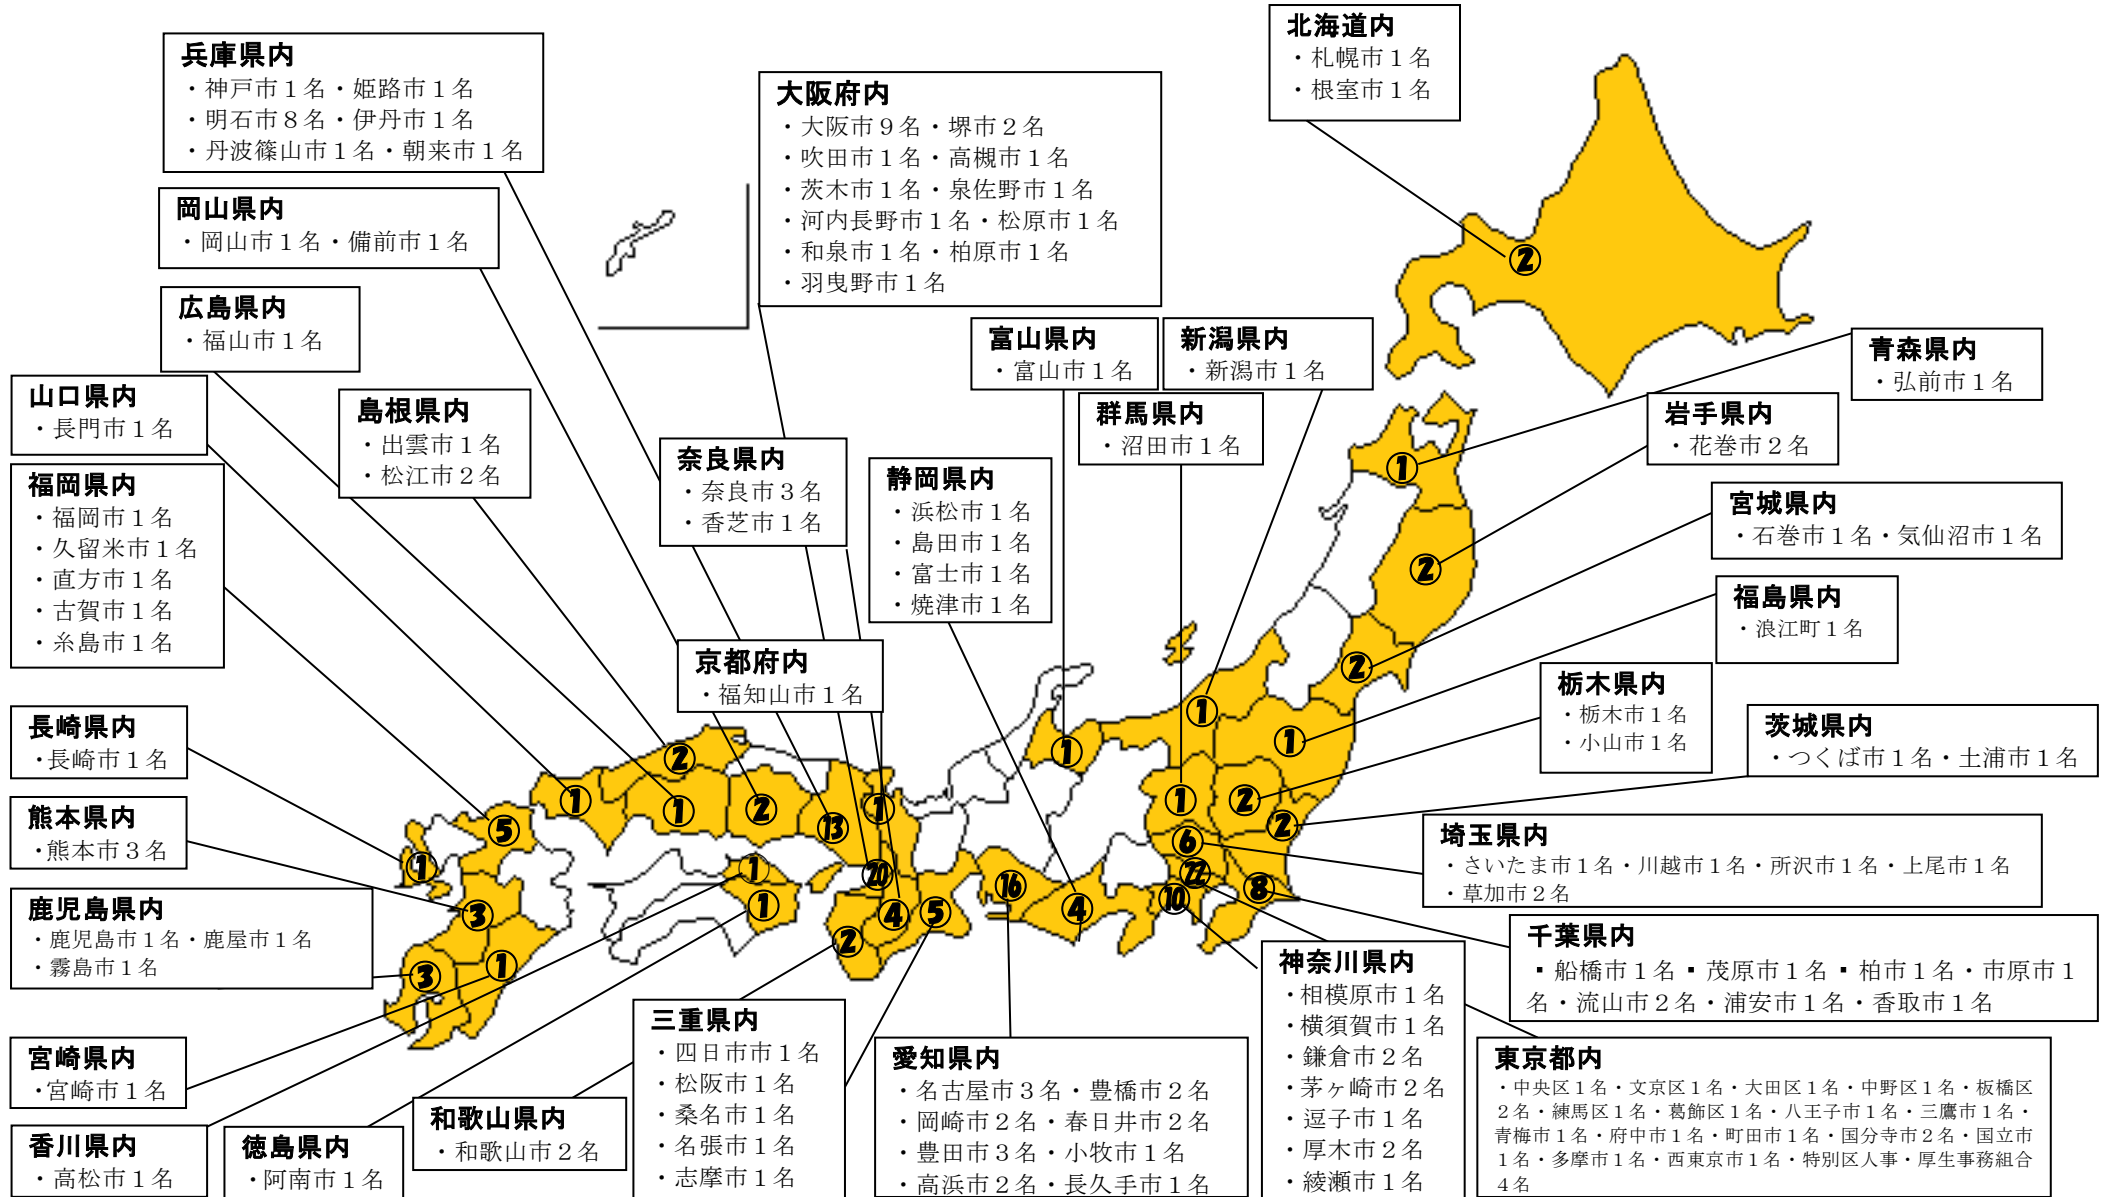 北海道内
・札幌市１名
・根室市１名
兵庫県内
・神戸市１名・姫路市１名
・明石市８名・伊丹市１名
・丹波篠山市１名・朝来市１名
大阪府内
・大阪市９名・堺市２名
・吹田市１名・高槻市１名
・茨木市１名・泉佐野市１名
・河内長野市１名・松原市１名
・和泉市１名・柏原市１名
・羽曳野市１名
岡山県内
・岡山市１名・備前市１名
広島県内
・福山市１名
富山県内
・富山市１名
新潟県内
・新潟市１名
青森県内
・弘前市１名
山口県内
・長門市１名
島根県内
・出雲市１名
・松江市２名
群馬県内
・沼田市１名
岩手県内
・花巻市２名
福岡県内
・福岡市１名
・久留米市１名
・直方市１名
・古賀市１名
・糸島市１名
奈良県内
・奈良市３名
・香芝市１名
静岡県内
・浜松市１名
・島田市１名
・富士市１名
・焼津市１名
宮城県内
・石巻市１名・気仙沼市１名
福島県内
・浪江町１名
京都府内
・福知山市１名
栃木県内
・栃木市１名
・小山市１名
茨城県内
・つくば市１名・土浦市１名
長崎県内
・長崎市１名
熊本県内
・熊本市３名
埼玉県内
・さいたま市１名・川越市１名・所沢市１名・上尾市１名
・草加市２名
鹿児島県内
・鹿児島市１名・鹿屋市１名
・霧島市１名
千葉県内
▪船橋市１名▪茂原市１名▪柏市１名・市原市１
名・流山市２名・浦安市１名・香取市１名
神奈川県内
・相模原市１名
・横須賀市１名
・鎌倉市２名
・茅ヶ崎市２名
・逗子市１名
・厚木市２名
・綾瀬市１名
宮崎県内
・宮崎市１名
三重県内
・四日市市１名
・松阪市１名
・桑名市１名
・名張市１名
・志摩市１名
愛知県内
・名古屋市３名・豊橋市２名
・岡崎市２名・春日井市２名
・豊田市３名・小牧市１名
・高浜市２名・長久手市１名
東京都内
・中央区１名・文京区１名・大田区１名・中野区１名・板橋区
２名・練馬区１名・葛飾区１名・八王子市１名・三鷹市１名・
青梅市１名・府中市１名・町田市１名・国分寺市２名・国立市
１名・多摩市１名・西東京市１名・特別区人事・厚生事務組合
４名
香川県内
・高松市１名
徳島県内
・阿南市１名
和歌山県内
・和歌山市２名
2
1
2
2
1
1
1
2
1
2
1
2
6
22
8
10
4
16
5
4
2
20
1
13
2
1
2
1
1
1
5
1
3
3
1